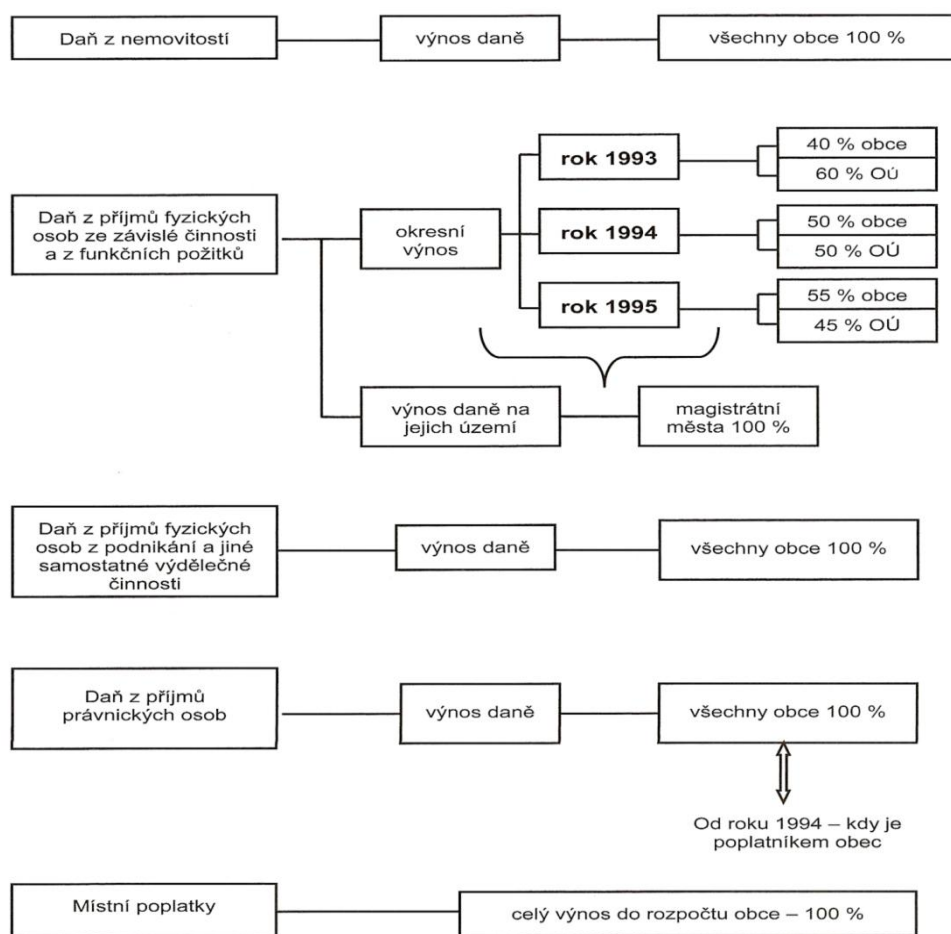 Daň z nemovitostí
výnos daně
všechny obce 100 %
Daň z příjmů fyzických
osob ze závislé činnosti
a z funkčních požitků
okresní
výnos
rok 1993
40 % obce
60 % OÚ
rok 1994
50 % obce
50 % OÚ
rok 1995
55 % obce
45 % OÚ
výnos daně na
jejich území
magistrátní
města 100 %
Daň z příjmů fyzických
osob z podnikání a jiné
samostatné výdělečné
činnosti
výnos daně
všechny obce 100 %
Daň z příjmů
právnických osob
výnos daně
všechny obce 100 %
Od roku 1994 – kdy je
poplatníkem obec
Místní poplatky
celý výnos do rozpočtu obce – 100 %